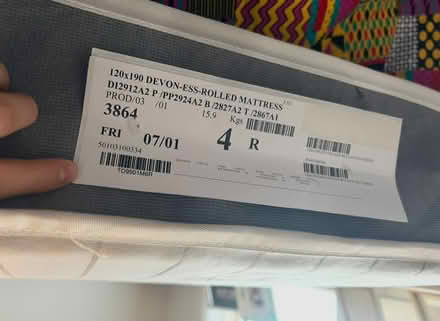 120x190 DEVON-ESS-ROLLED MATTRESS
DI2912A2 P /PP2924A2 B /2827A2 T /2867A1
PROD/03 /01 15.9 Kgs
3864
FRI 07/01 4 R
50103100334
TD9501M6R